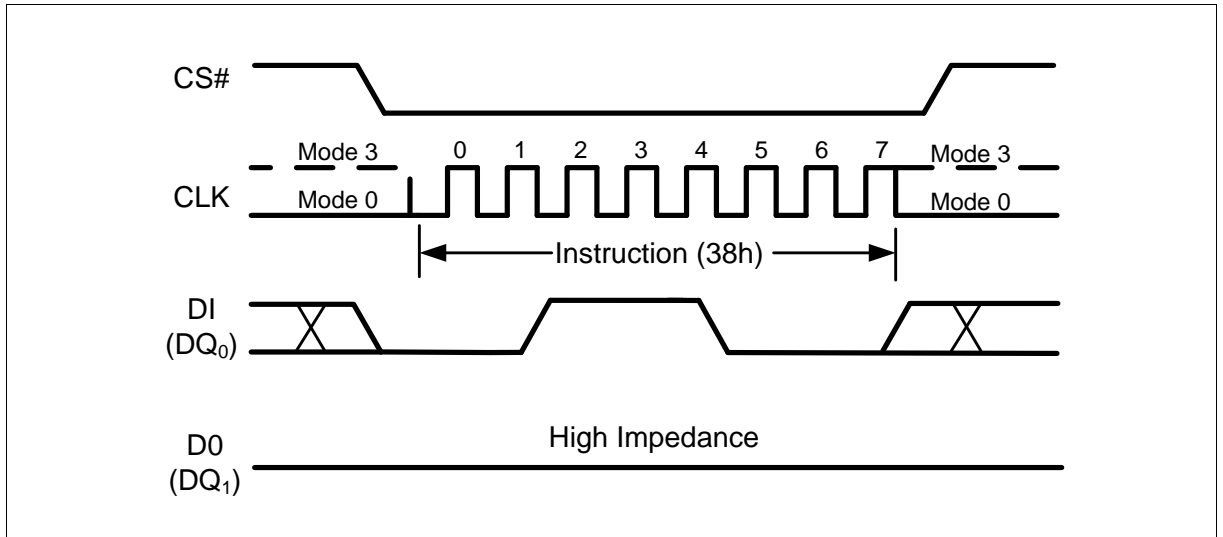 CS#
Mode 3 0 1 2 3 4 5 6 7 Mode 3
CLK Mode 0 Mode 0
Instruction (38h)
DI
(DQ0)
High Impedance
D0
(DQ1)